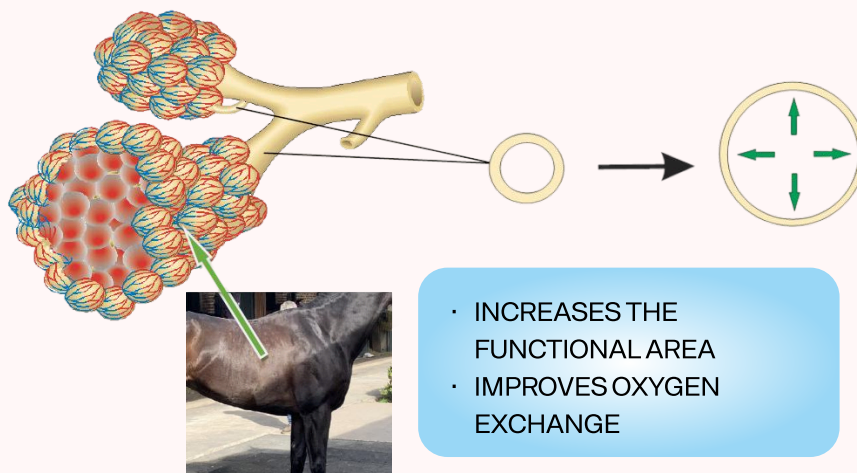 · INCREASES THE
FUNCTIONAL AREA
· IMPROVES OXYGEN
EXCHANGE